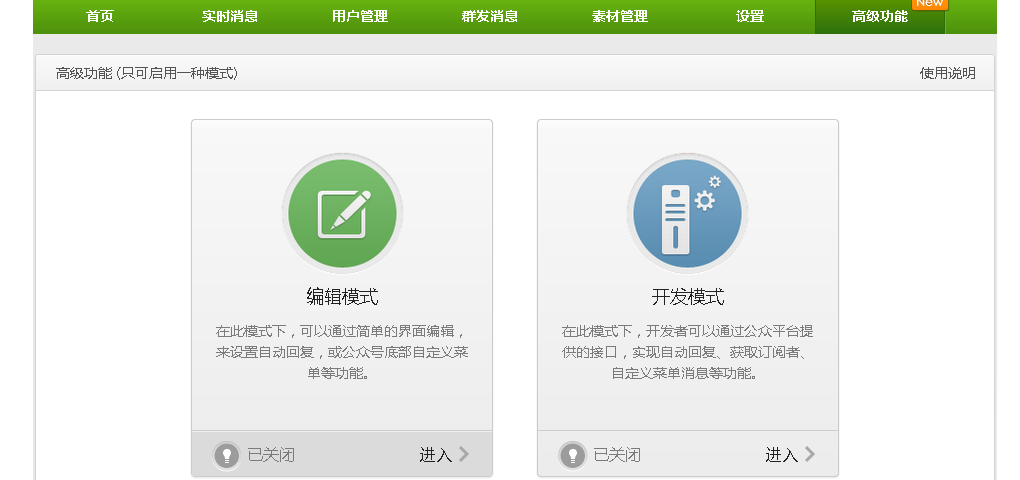 首页 实时消息 用户管理 群发消息 素材管理 设置 高级功能 New
高级功能 (只可启用一种模式) 使用说明
编辑模式
在此模式下，可以通过简单的界面编辑，
来设置自动回复，或公众号底部自定义菜
单等功能。
已关闭 进入
开发模式
在此模式下，开发者可以通过公众平台提
供的接口，实现自动回复、获取订阅者、
自定义菜单消息等功能。
已关闭 进入